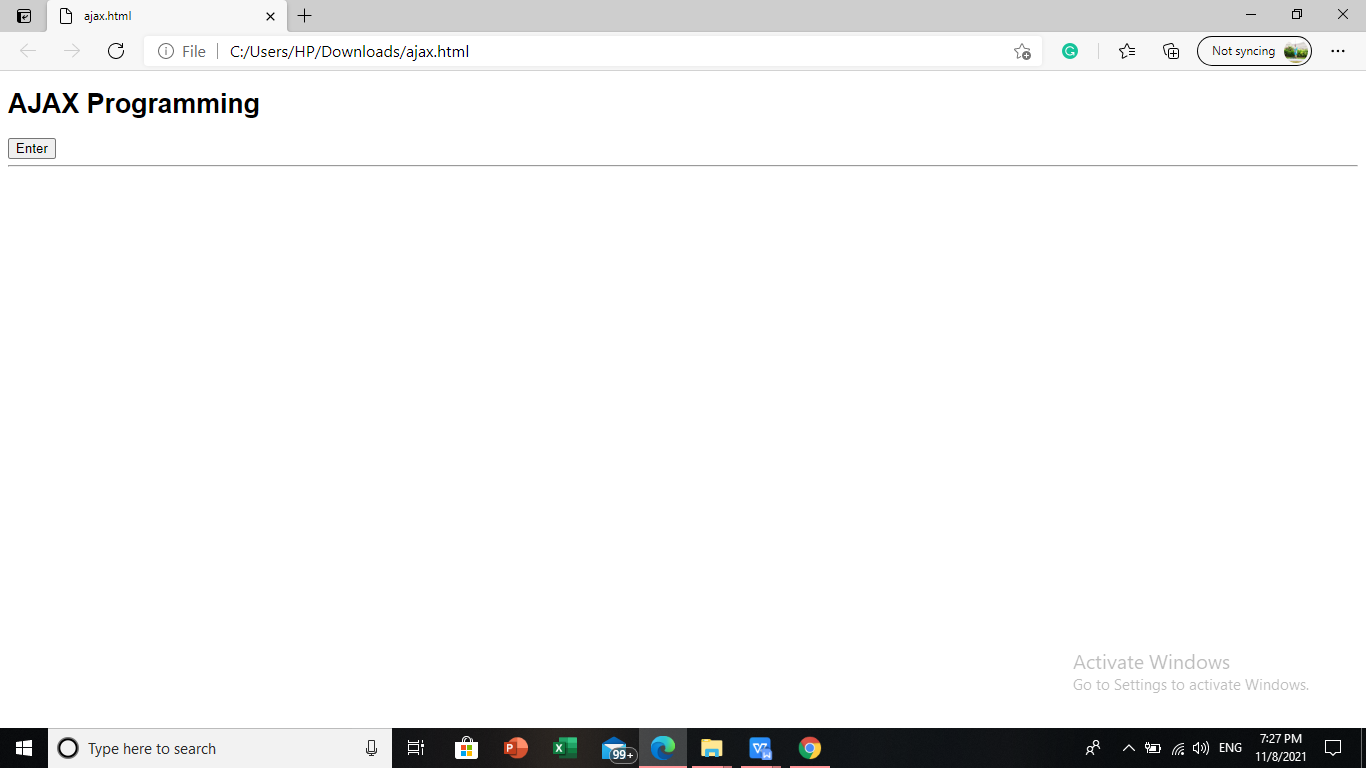 ajax.html
File
C:/Users/HP/Downloads/ajax.html
Not syncing
AJAX Programming
Enter
Activate Windows
Go to Settings to activate Windows.
Type here to search
99+
ENG
7:27 PM
11/8/2021